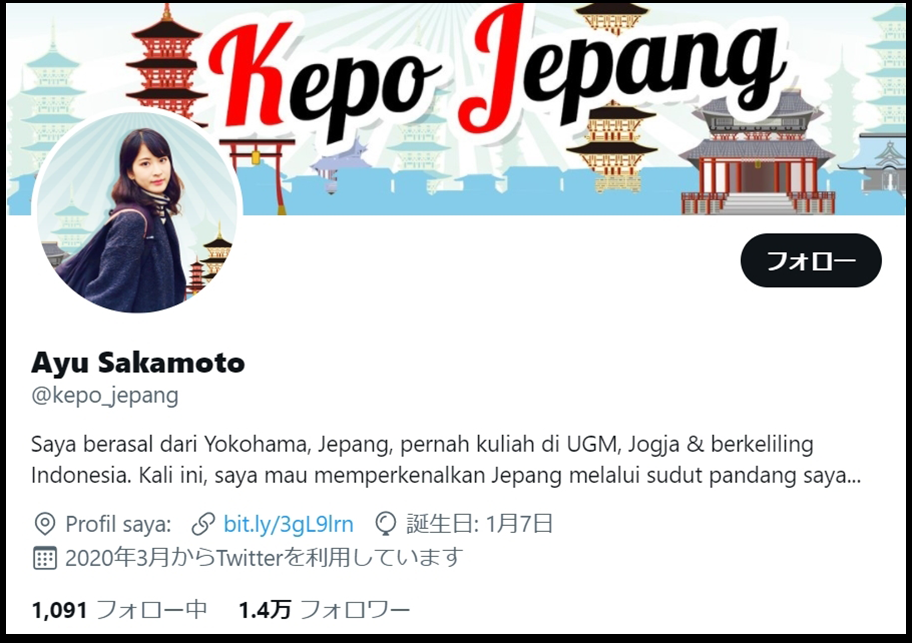 Kepo Jepang
フォロー
Ayu Sakamoto
@kepo_jepang
Saya berasal dari Yokohama, Jepang, pernah kuliah di UGM, Jogja & berkeliling
Indonesia. Kali ini, saya mau memperkenalkan Jepang melalui sudut pandang saya...
Profil saya: bit.ly/3gL9lrn 誕生日: 1月7日
2020年3月からTwitterを利用しています
1,091 フォロー中 1.4万 フォロワー